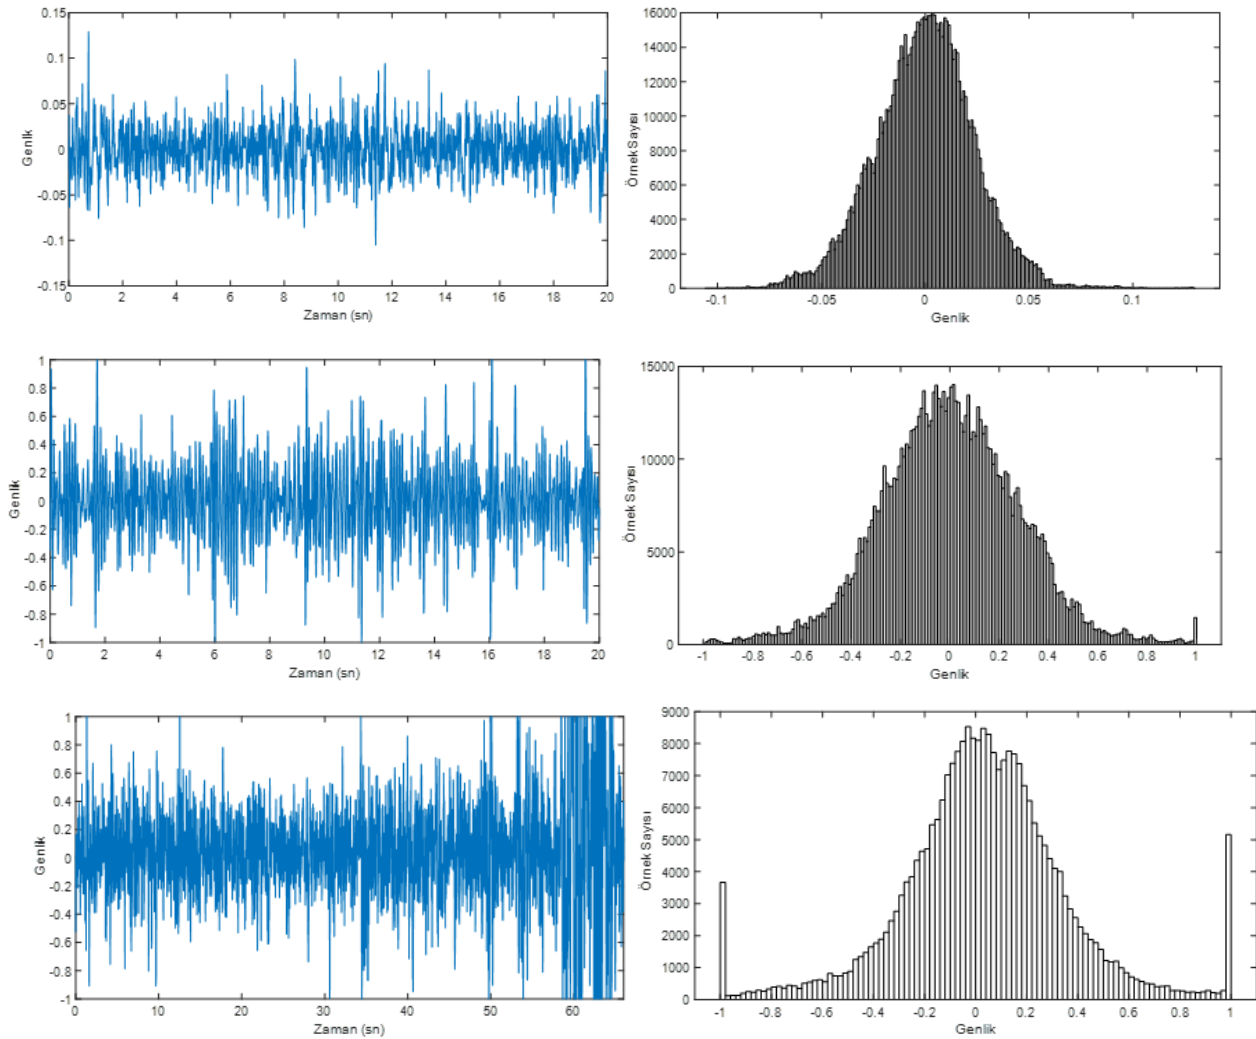 0.15
0.1
0.05
0
-0.05
-0.1
-0.15
Genlik
0 2 4 6 8 10 12 14 16 18 20
Zaman (sn)
16000
14000
12000
10000
8000
6000
4000
2000
0
Örnek Sayısı
-0.1 -0.05 0 0.05 0.1
Genlik
1
0.8
0.6
0.4
0.2
0
-0.2
-0.4
-0.6
-0.8
-1
Genlik
0 2 4 6 8 10 12 14 16 18 20
Zaman (sn)
15000
10000
5000
0
Örnek Sayısı
-1 -0.8 -0.6 -0.4 -0.2 0 0.2 0.4 0.6 0.8 1
Genlik
1
0.8
0.6
0.4
0.2
0
-0.2
-0.4
-0.6
-0.8
-1
Genlik
0 10 20 30 40 50 60
Zaman (sn)
9000
8000
7000
6000
5000
4000
3000
2000
1000
0
Örnek Sayısı
-1 -0.8 -0.6 -0.4 -0.2 0 0.2 0.4 0.6 0.8 1
Genlik